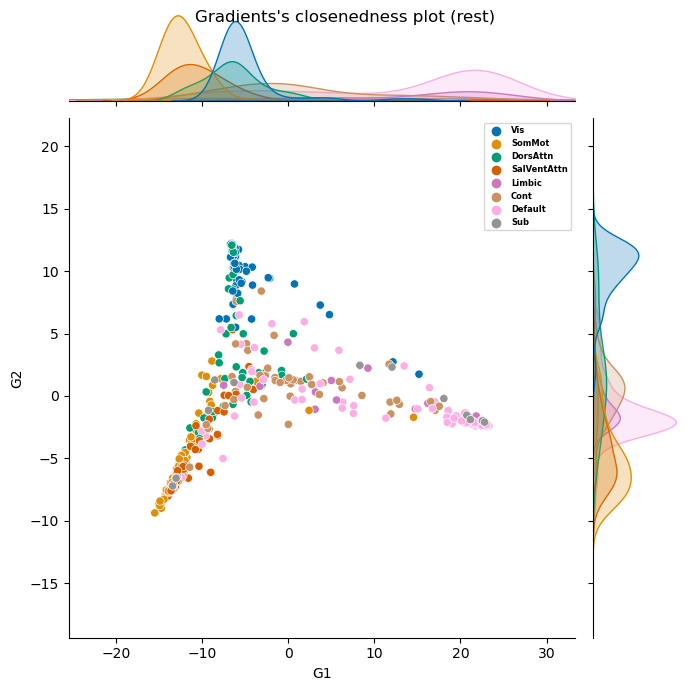 Gradients's closenedness plot (rest)
Vis
SomMot
DorsAttn
SalVentAttn
Limbic
Cont
Default
Sub
20
15
10
5
0
−5
−10
−15
G2
−20
−10
0
10
20
30
G1